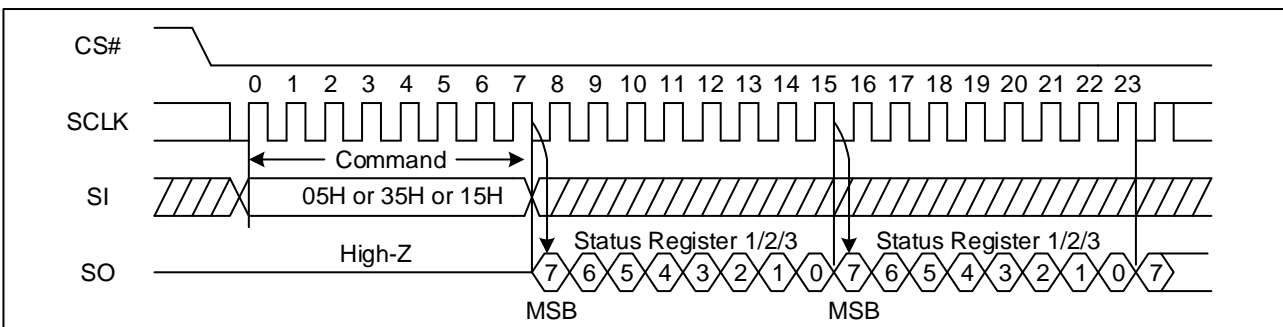 CS#
0 1 2 3 4 5 6 7 8 9 10 11 12 13 14 15 16 17 18 19 20 21 22 23
SCLK
Command
SI 05H or 35H or 15H
High-Z Status Register 1/2/3 Status Register 1/2/3
SO 7 6 5 4 3 2 1 0 7 6 5 4 3 2 1 0 7
MSB MSB